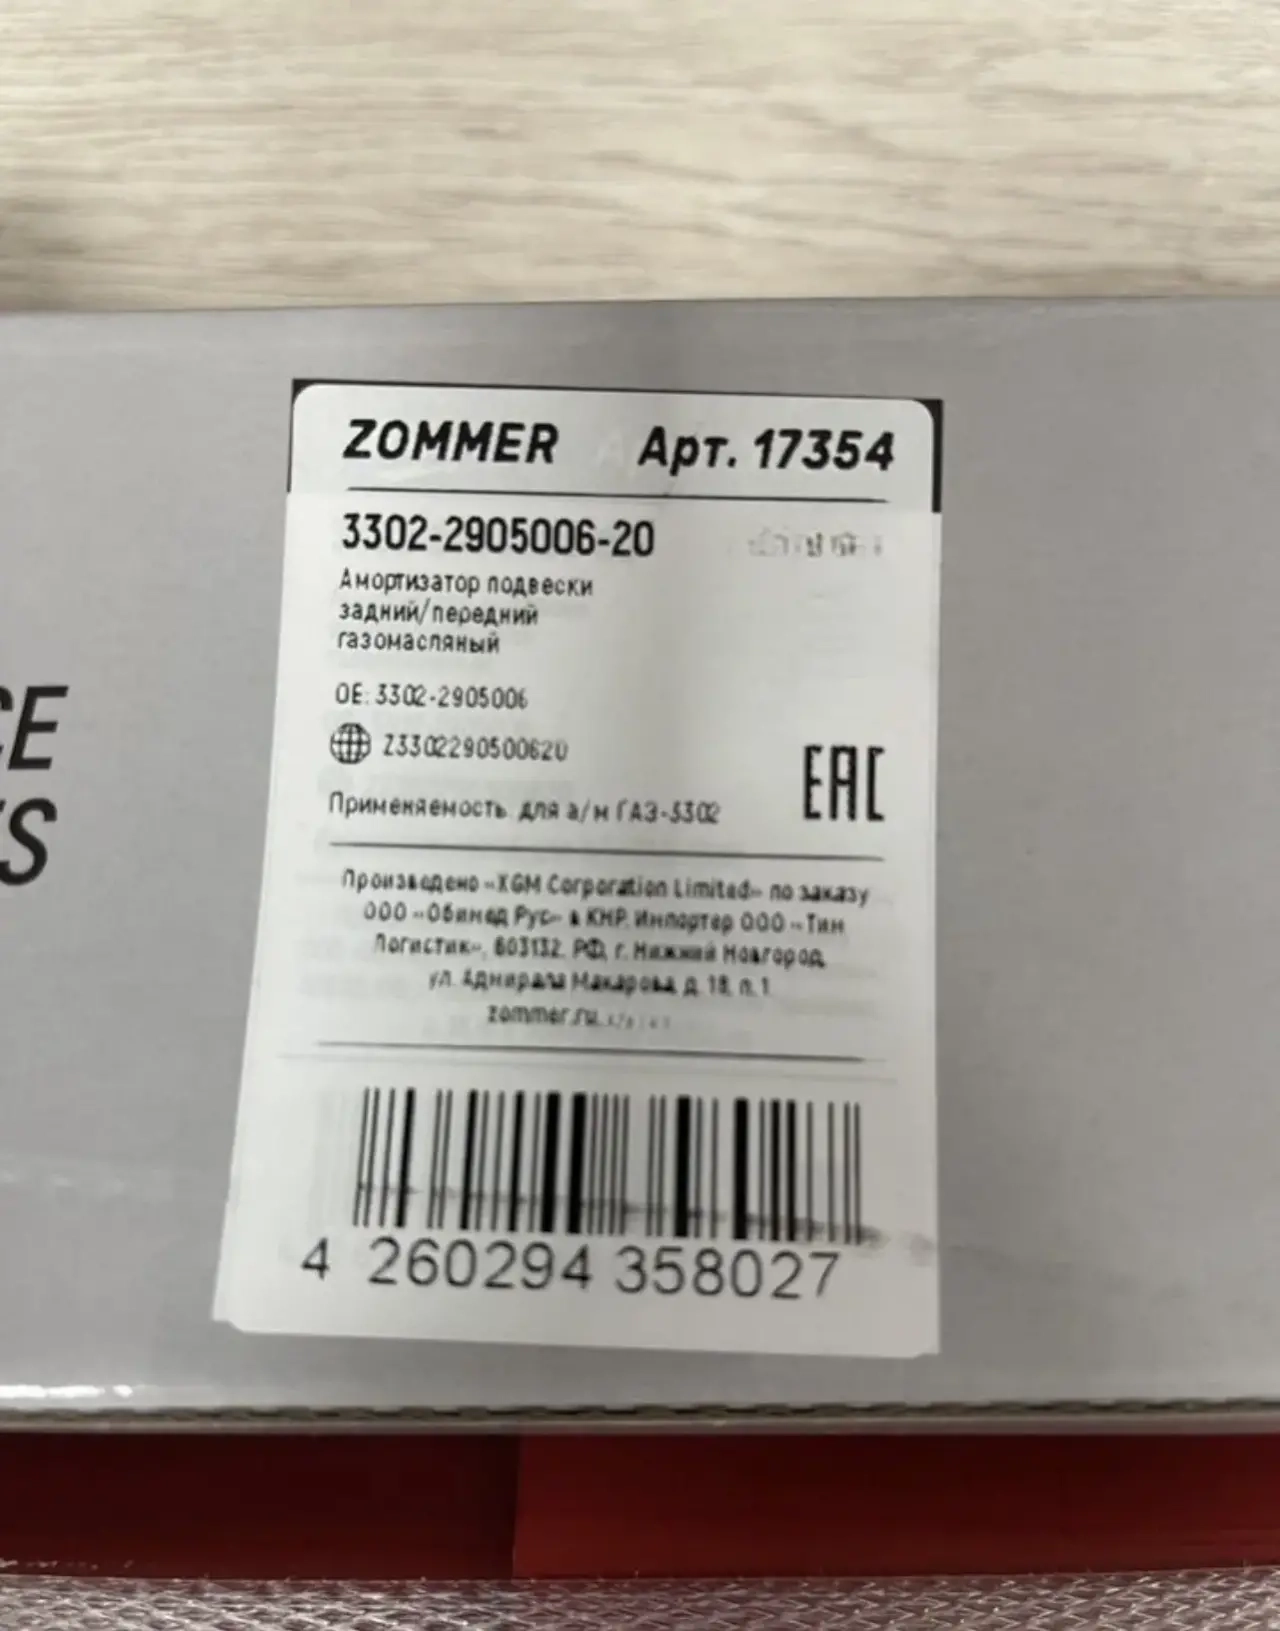 ZOMMER Арт. 17354
3302-2905006-20
Амортизатор подвески
задний/передний
газомасляный
OE: 3302-2905006
Z3302290500620
EAC
Применяемость: для а/м ГАЗ-3302
CE
S
Произведено «XGM Corporation Limited» по заказу
ООО «Обимед Рус» в КНР. Импортер ООО «Тин
Логистик», 603132, РФ, г. Нижний Новгород,
ул. Адмирала Макарова, д. 18, п. 1
zommer.ru
4 260294 358027